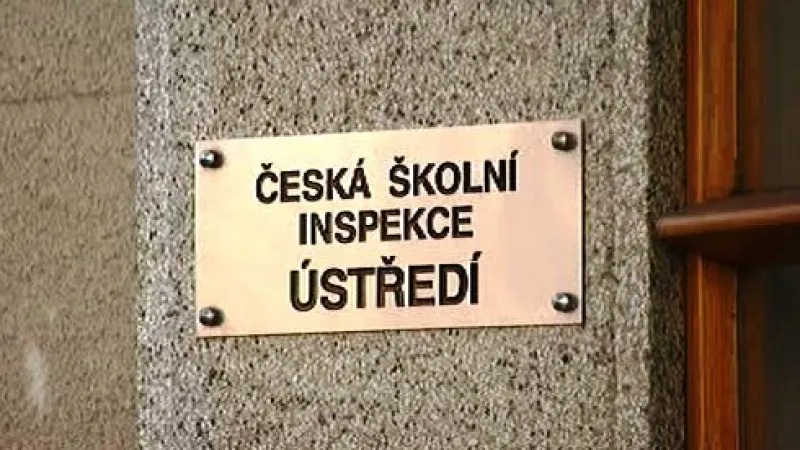 ČESKÁ ŠKOLNÍ
INSPEKCE
ÚSTŘEDÍ